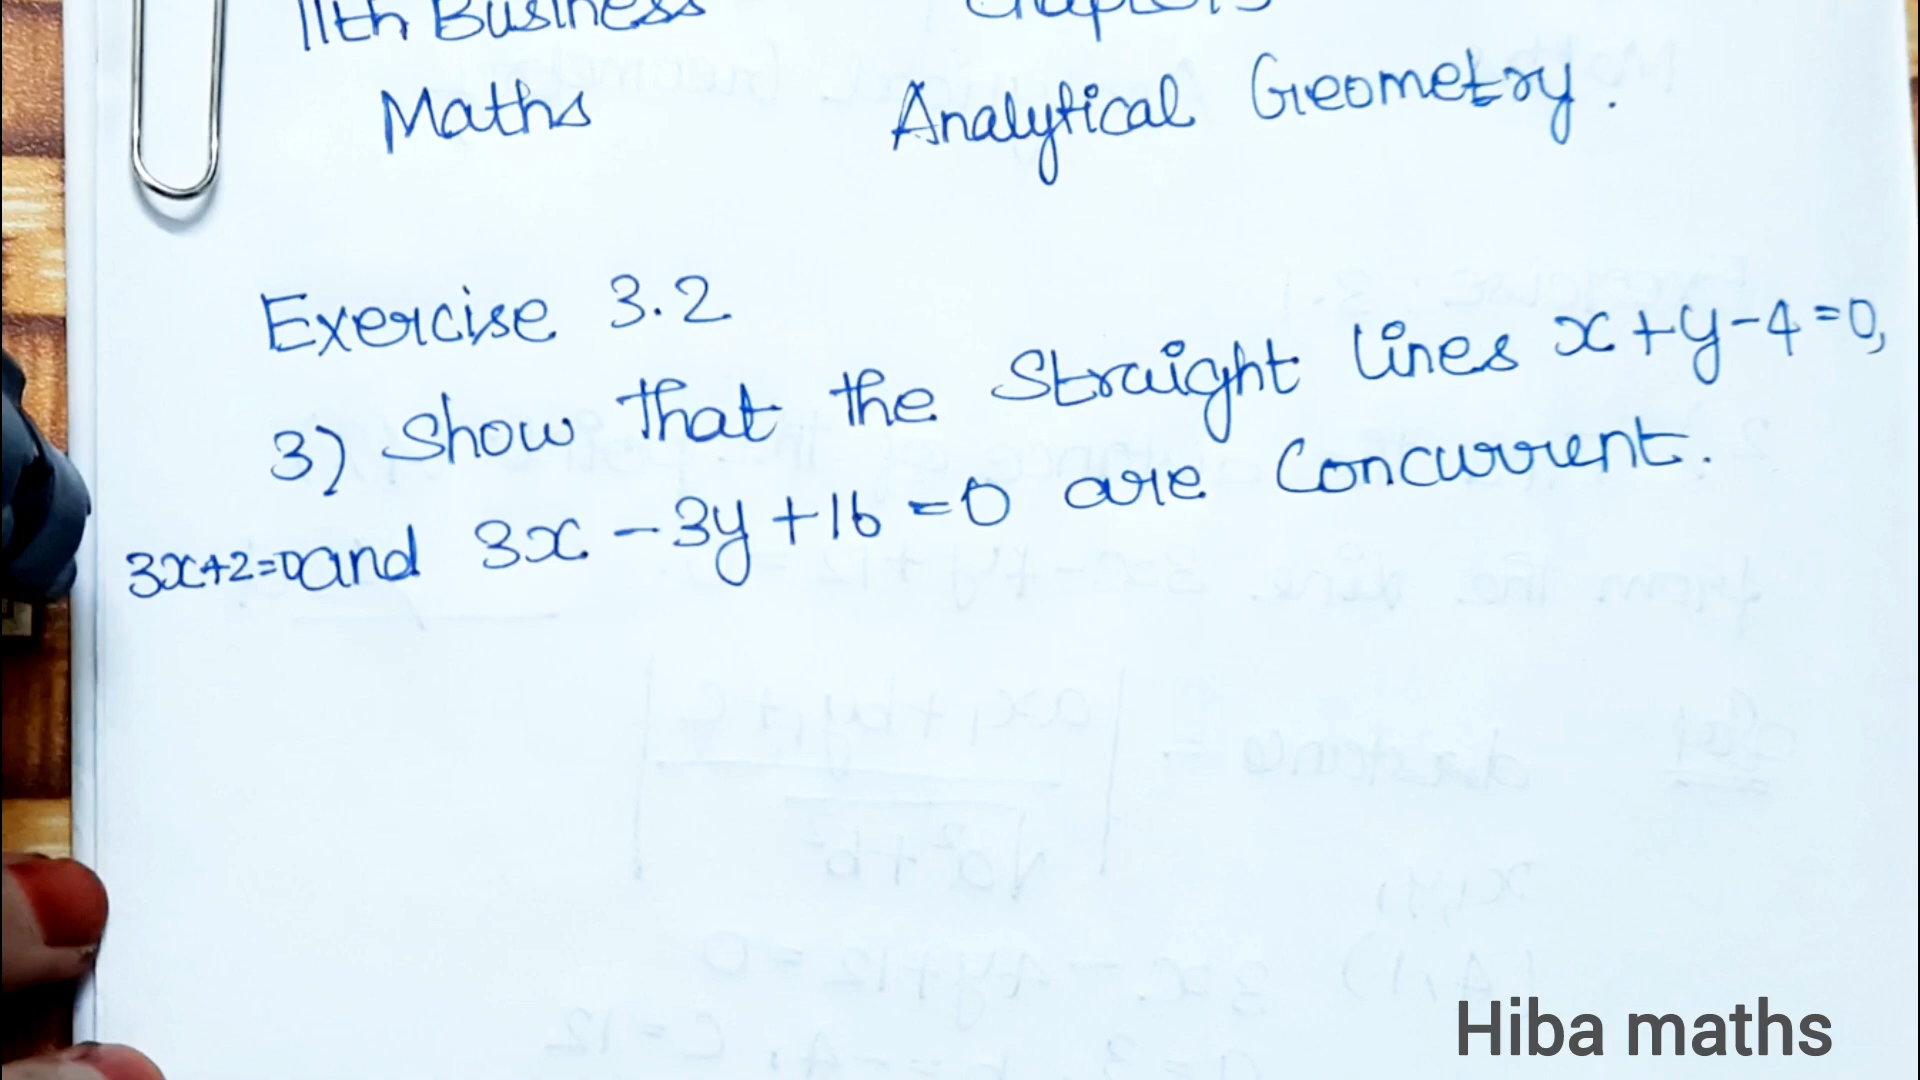 11th Business
Maths
Analytical Geometry.
Exercise 3.2
3) Show that the Straight lines x+y-4=0,
3x+2=0 and 3x-3y+16=0 are Concurrent.
Hiba maths